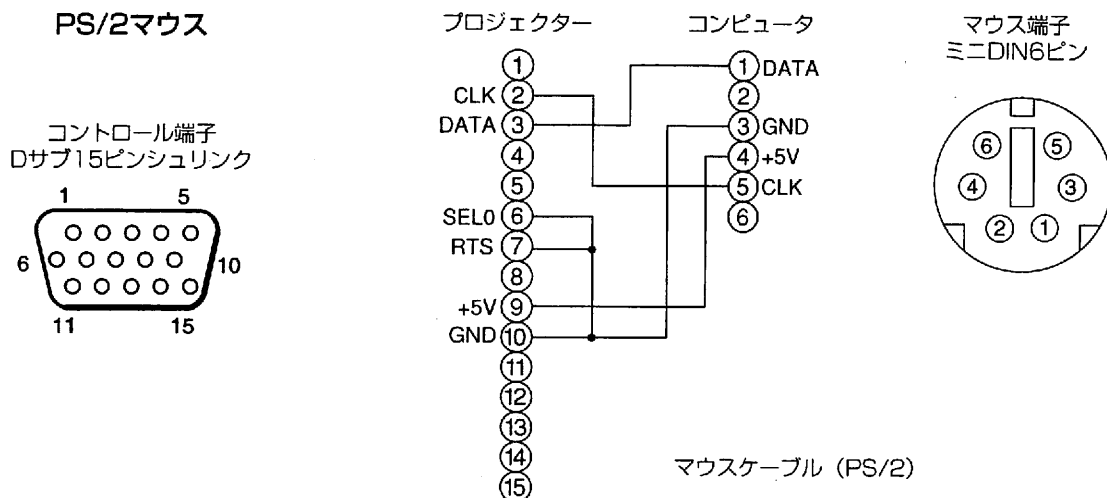 PS/2マウス
コントロール端子
Dサブ15ピンシュリンク
1 5
6 10
11 15
プロジェクター コンピュータ
① ① DATA
CLK ② ②
DATA ③ ③ GND
④ ④ +5V
⑤ ⑤ CLK
SEL0 ⑥ ⑥
RTS ⑦
⑧
+5V ⑨
GND ⑩
⑪
⑫
⑬
⑭
⑮
マウスケーブル（PS/2）
マウス端子
ミニDIN6ピン
⑥ ⑤
④ ③
② ①